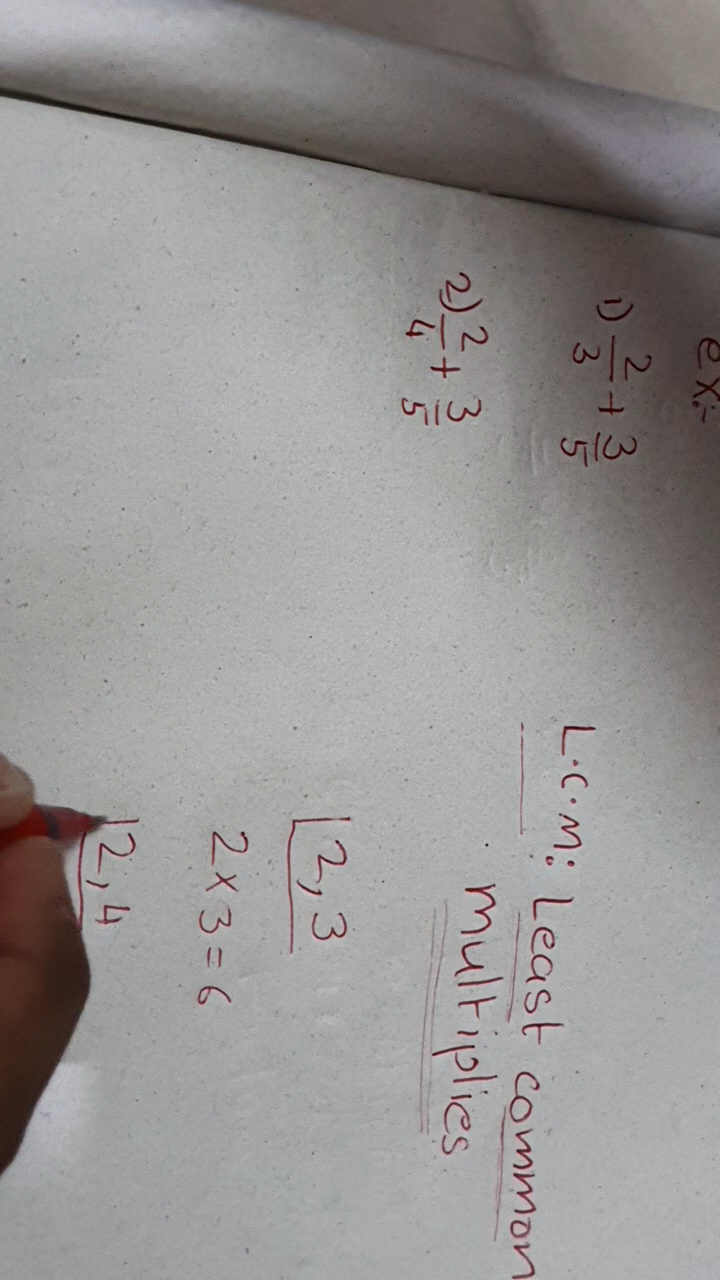 ex:-
1) 2/3 + 3/5
2) 2/4 + 3/5
L.C.M: Least common
multiplies
2, 3
2 x 3 = 6
2, 4